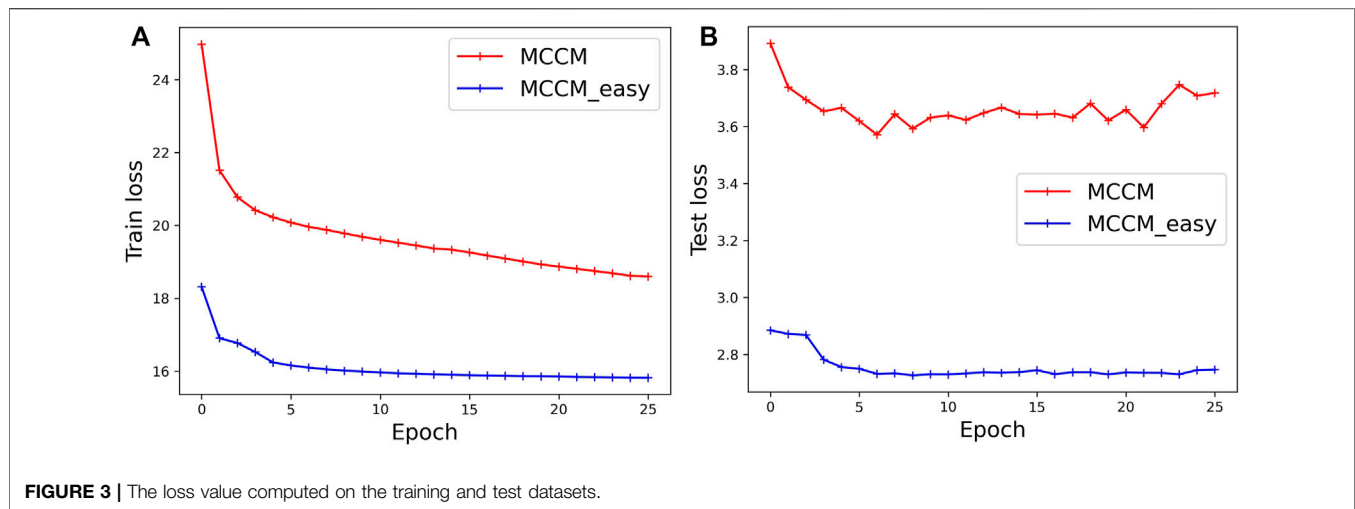 A
MCCM
MCCM_easy
24
22
20
18
16
Train loss
0 5 10 15 20 25
Epoch
B
3.8
3.6
3.4
3.2
3.0
2.8
Test loss
MCCM
MCCM_easy
0 5 10 15 20 25
Epoch
FIGURE 3 | The loss value computed on the training and test datasets.